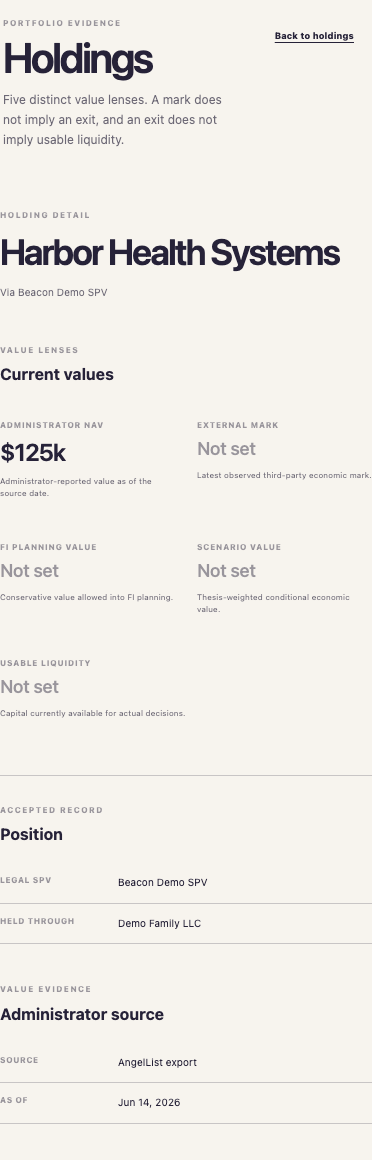 PORTFOLIO EVIDENCE
Back to holdings
Holdings
Five distinct value lenses. A mark does
not imply an exit, and an exit does not
imply usable liquidity.
HOLDING DETAIL
Harbor Health Systems
Via Beacon Demo SPV
VALUE LENSES
Current values
ADMINISTRATOR NAV
$125k
Administrator-reported value as of the
source date.
EXTERNAL MARK
Not set
Latest observed third-party economic mark.
FI PLANNING VALUE
Not set
Conservative value allowed into FI planning.
SCENARIO VALUE
Not set
Thesis-weighted conditional economic
value.
USABLE LIQUIDITY
Not set
Capital currently available for actual decisions.
ACCEPTED RECORD
Position
LEGAL SPV
Beacon Demo SPV
HELD THROUGH
Demo Family LLC
VALUE EVIDENCE
Administrator source
SOURCE
AngelList export
AS OF
Jun 14, 2026